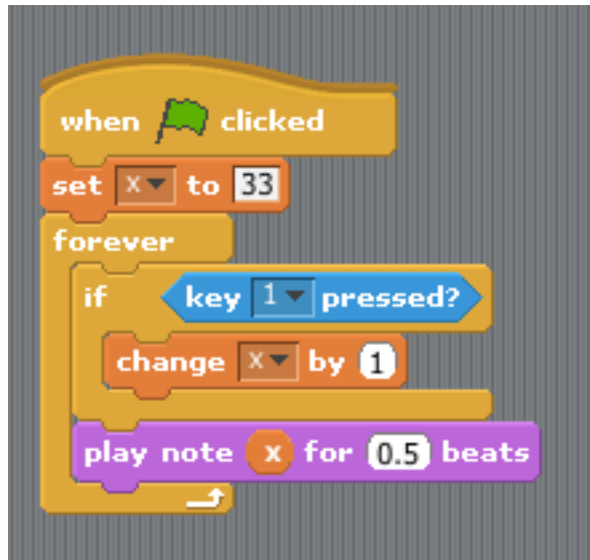 when clicked
set x to 33
forever
if key 1 pressed?
change x by 1
play note x for 0.5 beats